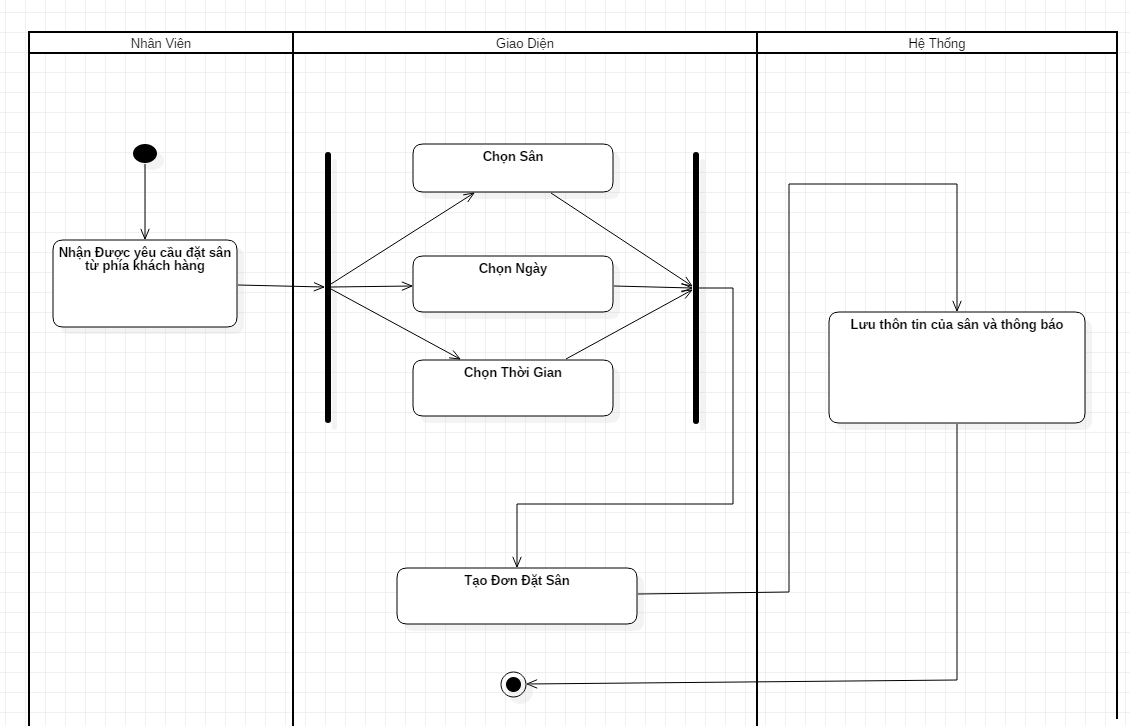 Nhân Viên
Giao Diện
Hệ Thống
Chọn Sân
Nhận Được yêu cầu đặt sân
từ phía khách hàng
Chọn Ngày
Chọn Thời Gian
Lưu thôn tin của sân và thông báo
Tạo Đơn Đặt Sân